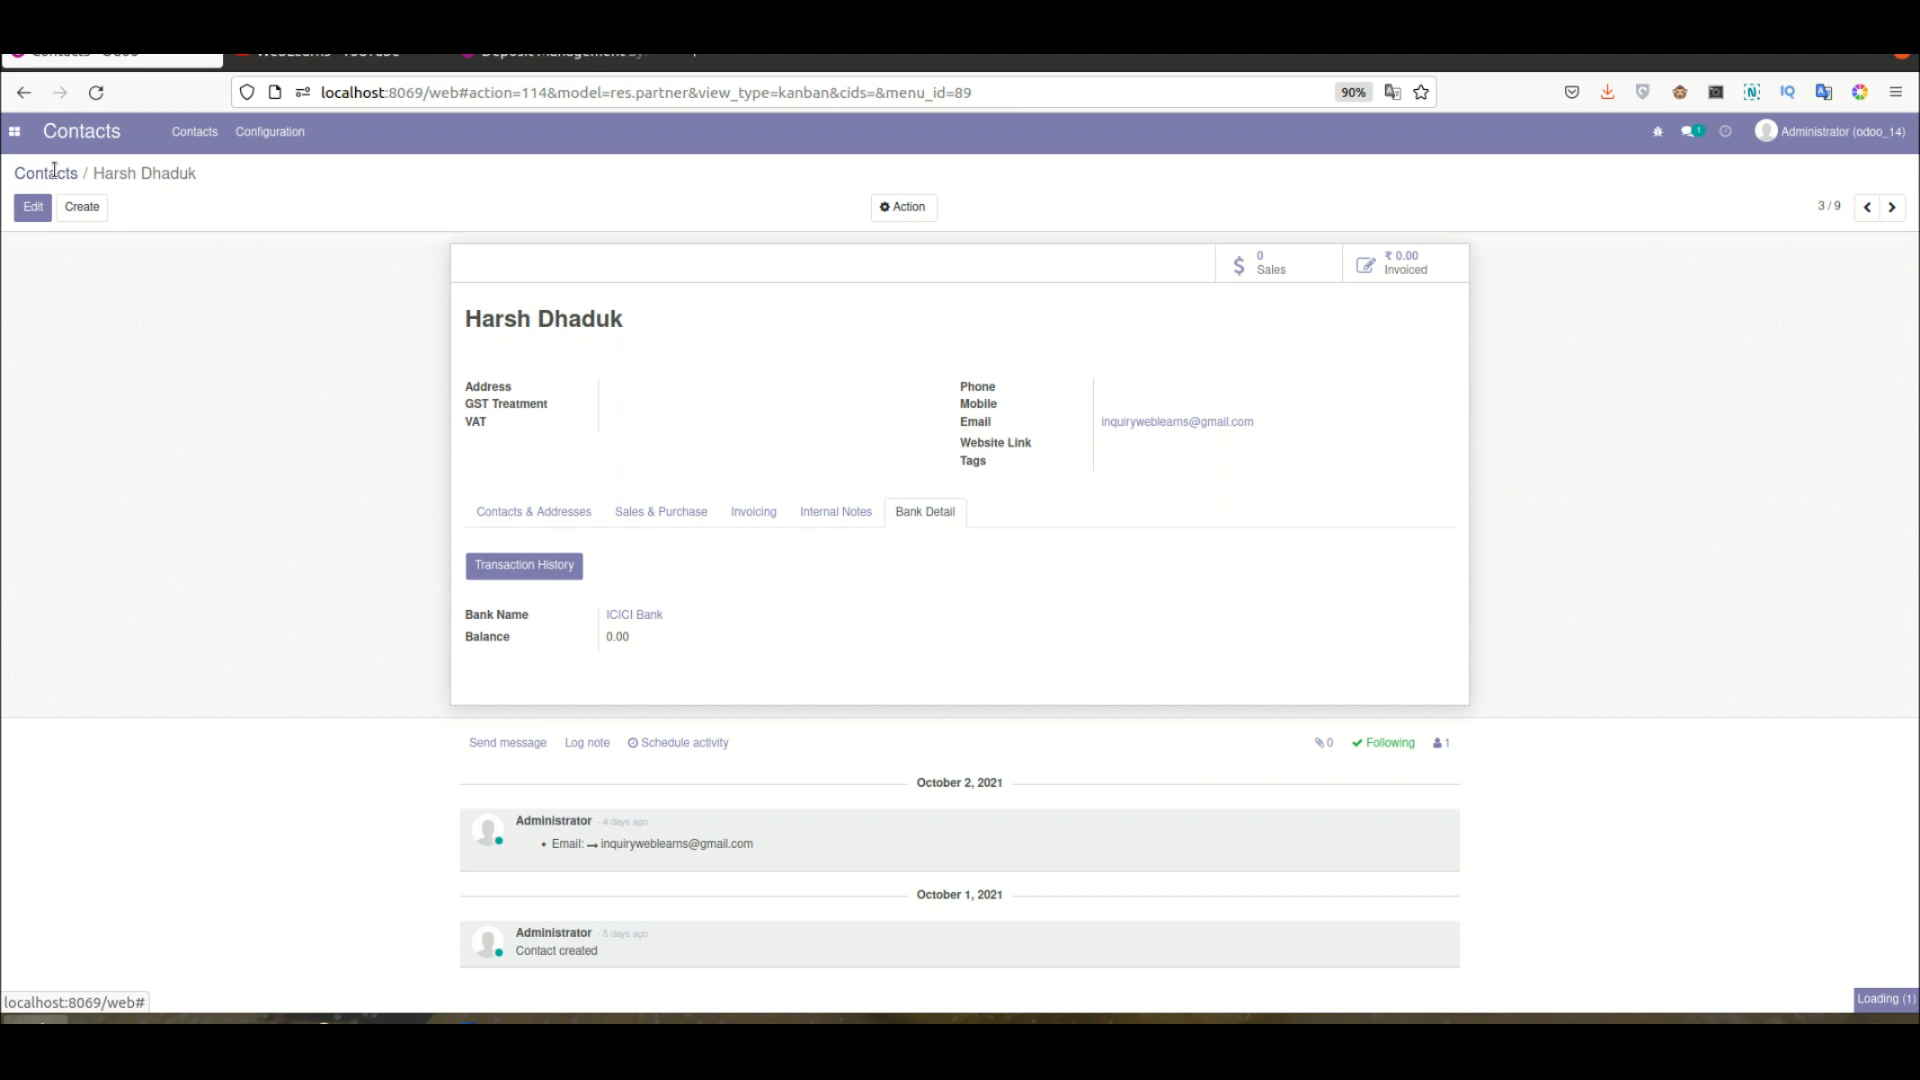 localhost:8069/web#action=114&model=res.partner&view_type=kanban&cids=&menu_id=89
90%
IQ
Contacts
Contacts
Configuration
1
Administrator (odoo_14)
Contacts / Harsh Dhaduk
Edit
Create
Action
3 / 9
0
Sales
₹ 0.00
Invoiced
Harsh Dhaduk
Address
GST Treatment
VAT
Phone
Mobile
Email
inquiryweblearns@gmail.com
Website Link
Tags
Contacts & Addresses
Sales & Purchase
Invoicing
Internal Notes
Bank Detail
Transaction History
Bank Name
ICICI Bank
Balance
0.00
Send message
Log note
Schedule activity
0
Following
1
October 2, 2021
Administrator - 4 days ago
• Email: → inquiryweblearns@gmail.com
October 1, 2021
Administrator - 5 days ago
Contact created
localhost:8069/web#
Loading (1)